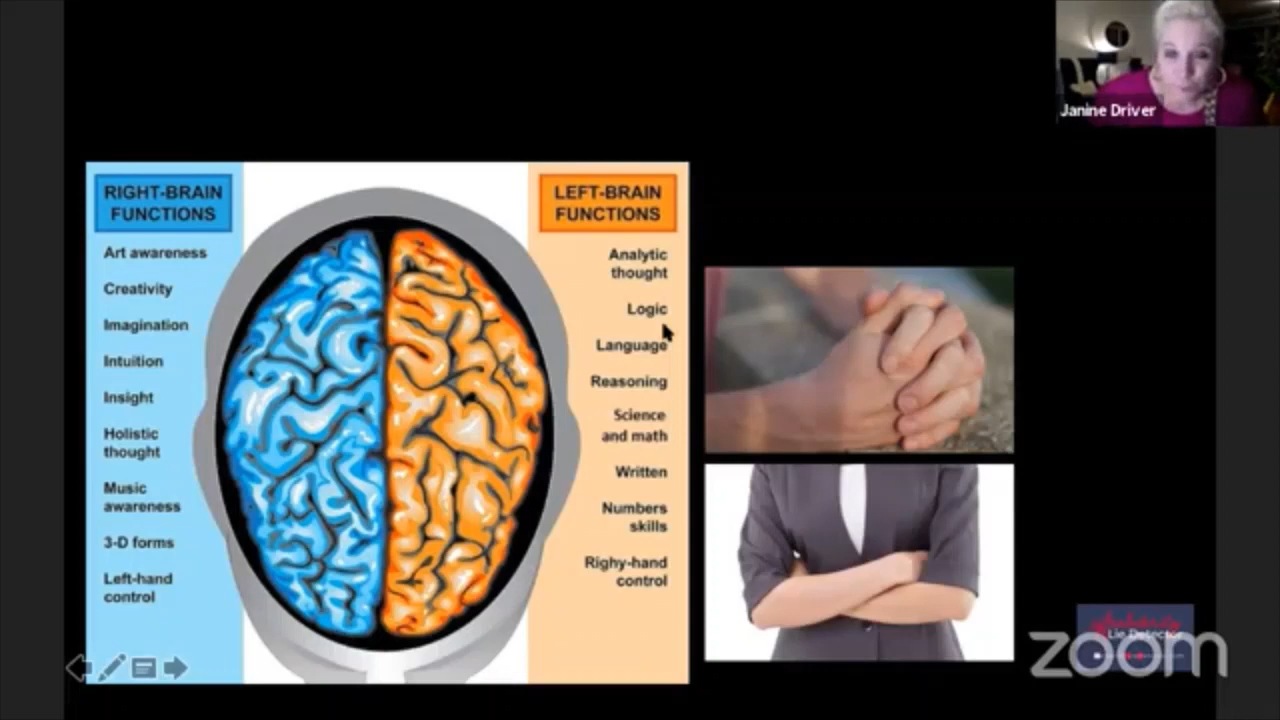 Janine Driver
RIGHT-BRAIN
FUNCTIONS
Art awareness
Creativity
Imagination
Intuition
Insight
Holistic
thought
Music
awareness
3-D forms
Left-hand
control
LEFT-BRAIN
FUNCTIONS
Analytic
thought
Logic
Language
Reasoning
Science
and math
Written
Numbers
skills
Righy-hand
control
Lie Detector
zoom